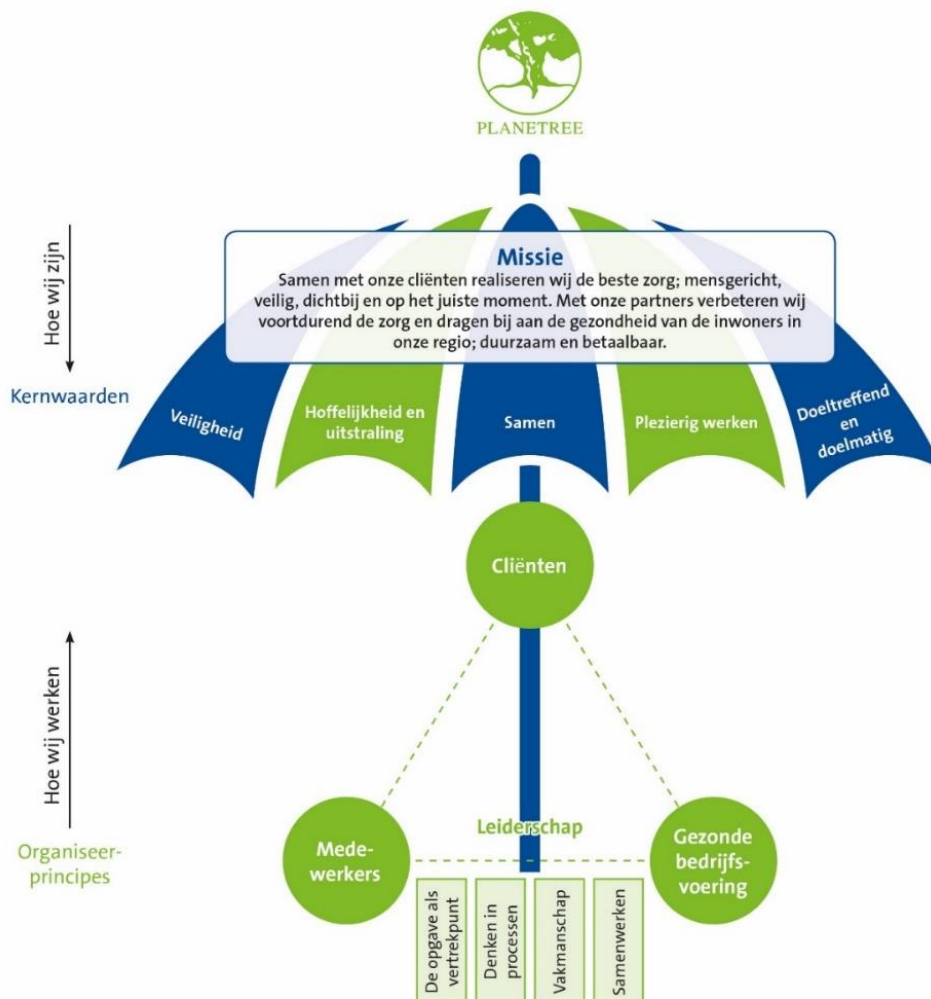 PLANETREE
Hoe wij zijn
Kernwaarden
Missie
Samen met onze cliënten realiseren wij de beste zorg; mensgericht,
veilig, dichtbij en op het juiste moment. Met onze partners verbeteren wij
voortdurend de zorg en dragen bij aan de gezondheid van de inwoners in
onze regio; duurzaam en betaalbaar.
Veiligheid
Hoffelijkheid en
uitstraling
Samen
Plezierig werken
Doeltreffend
en
doelmatig
Cliënten
Hoe wij werken
Organiseer-
principes
Leiderschap
Mede-
werkers
Gezonde
bedrijfs-
voering
De opgave als
vertrekpunt
Denken in
processen
Vakmanschap
Samenwerken